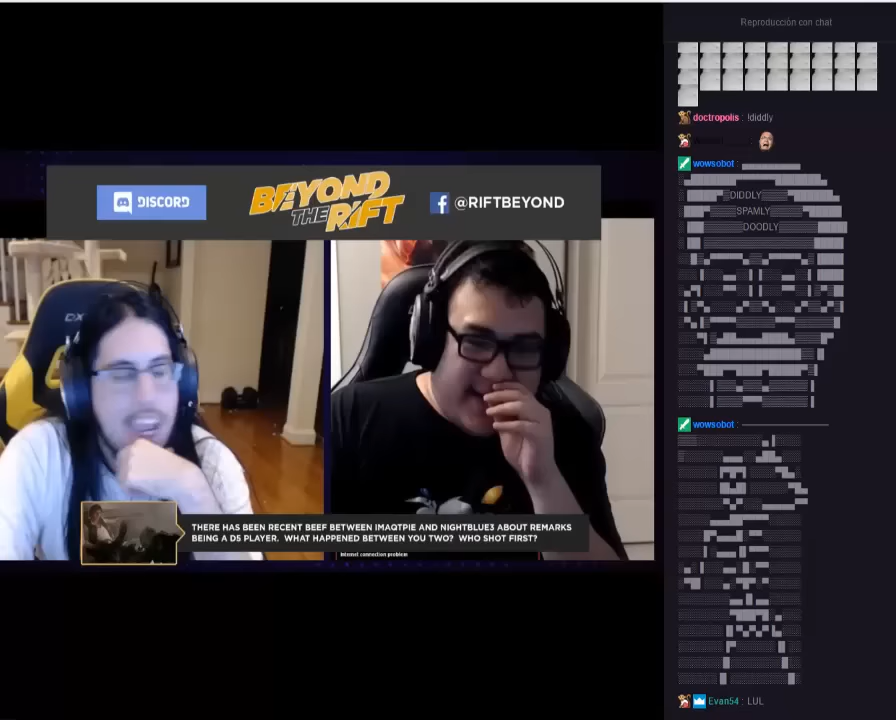 Reproducción con chat
doctropolis : !diddly
wowsobot :
DIDDLY
SPAMLY
DOODLY
DISCORD
BEYOND
THE RIFT
@RIFTBEYOND
wowsobot :
THERE HAS BEEN RECENT BEEF BETWEEN IMAQTPIE AND NIGHTBLUE3 ABOUT REMARKS
BEING A D5 PLAYER. WHAT HAPPENED BETWEEN YOU TWO? WHO SHOT FIRST?
Internet connection problem
Evan54 : LUL